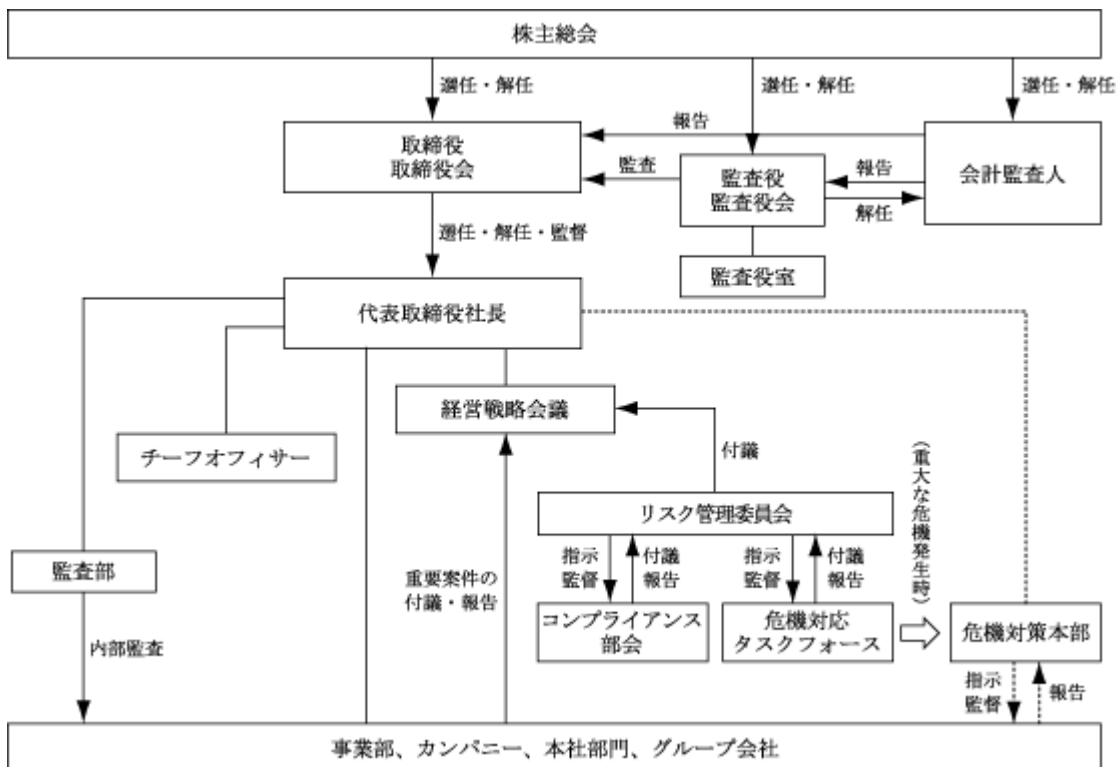 株主総会
選任・解任
選任・解任
選任・解任
取締役
取締役会
報告
監査
監査役
監査役会
報告
解任
会計監査人
選任・解任・監督
監査役室
代表取締役社長
経営戦略会議
チーフオフィサー
付議
リスク管理委員会
(重大な危機発生時)
監査部
重要案件の
付議・報告
指示
監督
付議
報告
指示
監督
付議
報告
コンプライアンス
部会
危機対応
タスクフォース
危機対策本部
内部監査
指示
監督
報告
事業部、カンパニー、本社部門、グループ会社